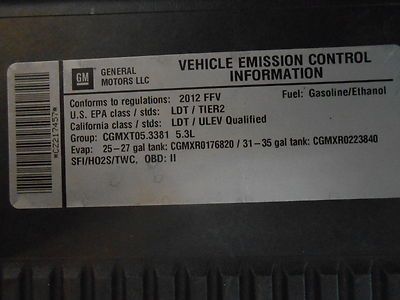 GM
GENERAL MOTORS LLC
VEHICLE EMISSION CONTROL INFORMATION
Conforms to regulations: 2012 FFV Fuel: Gasoline/Ethanol
U.S. EPA class / stds: LDT / TIER2
California class / stds: LDT / ULEV Qualified
Group: CGMXT05.3381 5.3L
Evap: 25-27 gal tank: CGMXR0176820 / 31-35 gal tank: CGMXR0223840
SFI/HO2S/TWC, OBD: II
*C2217457*